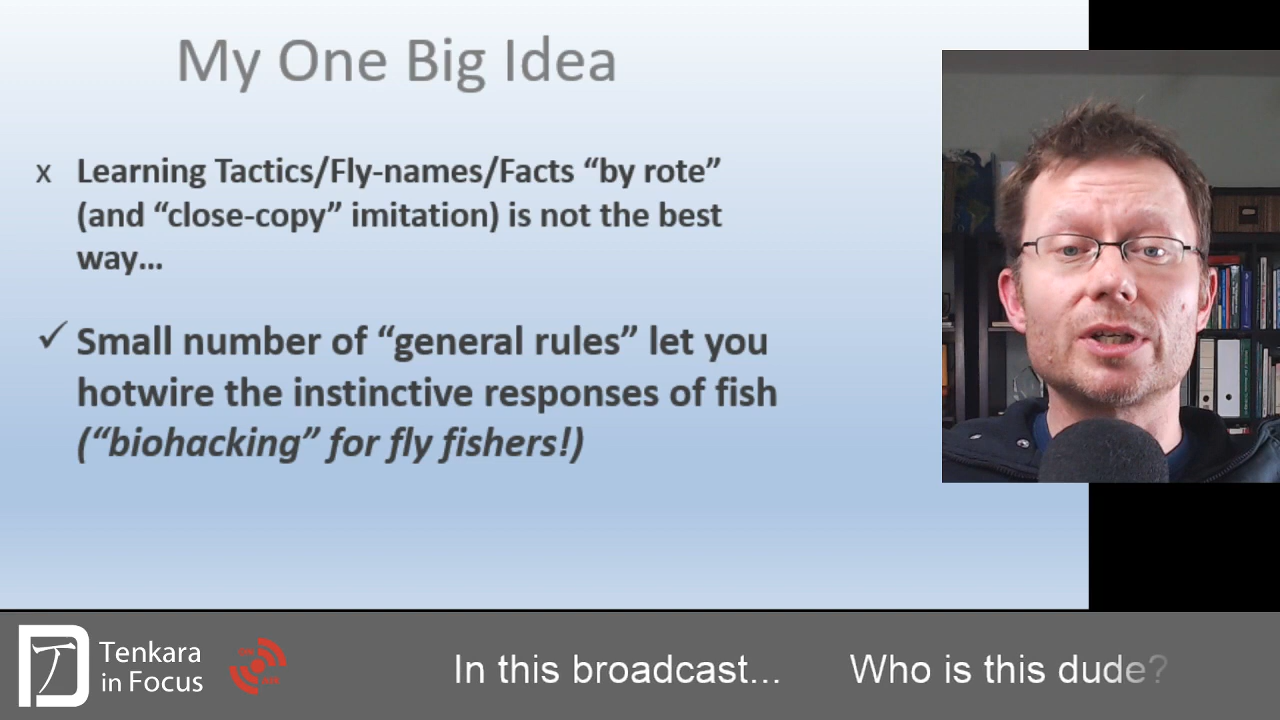 My One Big Idea
x Learning Tactics/Fly-names/Facts “by rote”
(and “close-copy” imitation) is not the best
way…
✓ Small number of “general rules” let you
hotwire the instinctive responses of fish
(“biohacking” for fly fishers!)
Tenkara
in Focus
In this broadcast... Who is this dude?